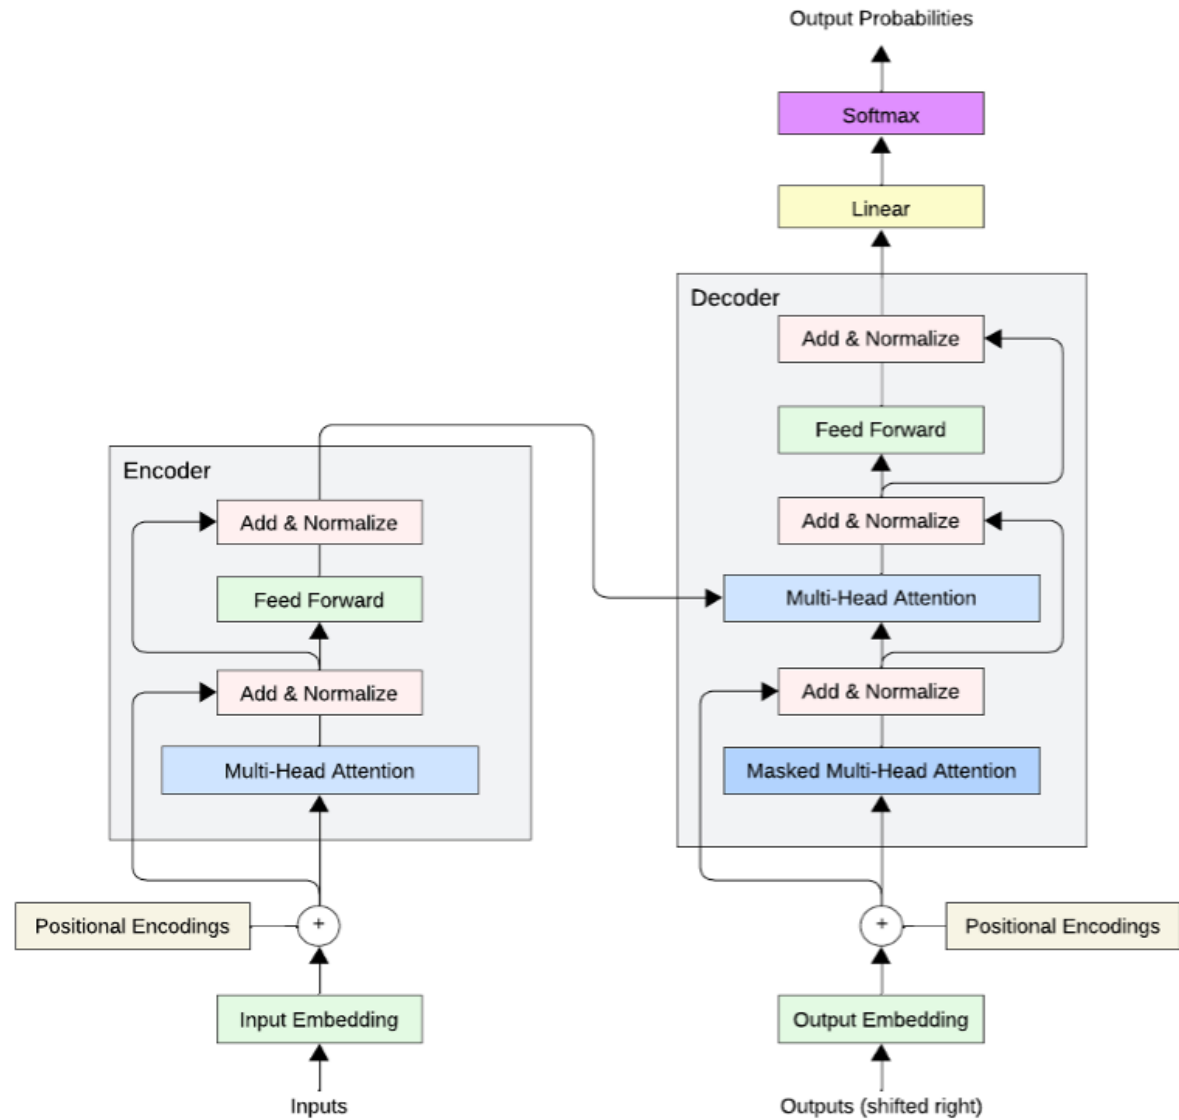 Output Probabilities
Softmax
Linear
Decoder
Add & Normalize
Feed Forward
Add & Normalize
Multi-Head Attention
Add & Normalize
Masked Multi-Head Attention
Positional Encodings
Output Embedding
Outputs (shifted right)
Encoder
Add & Normalize
Feed Forward
Add & Normalize
Multi-Head Attention
Positional Encodings
Input Embedding
Inputs
+
+